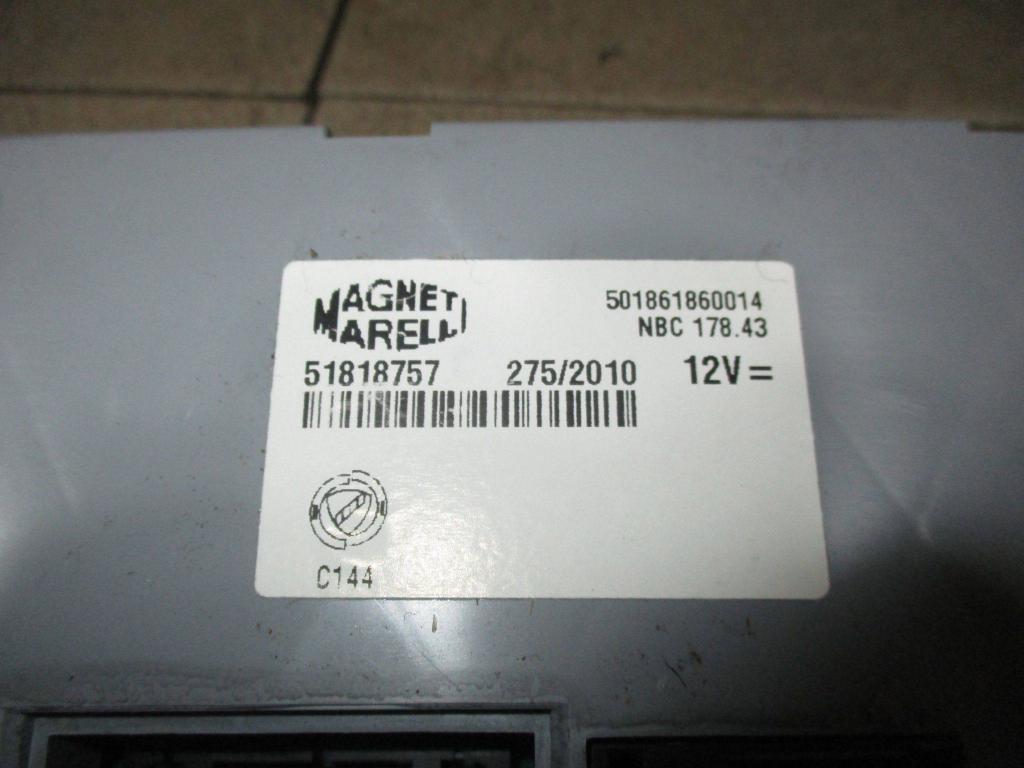 MAGNETI MARELLI
501861860014
NBC 178.43
51818757 275/2010 12V =
C144